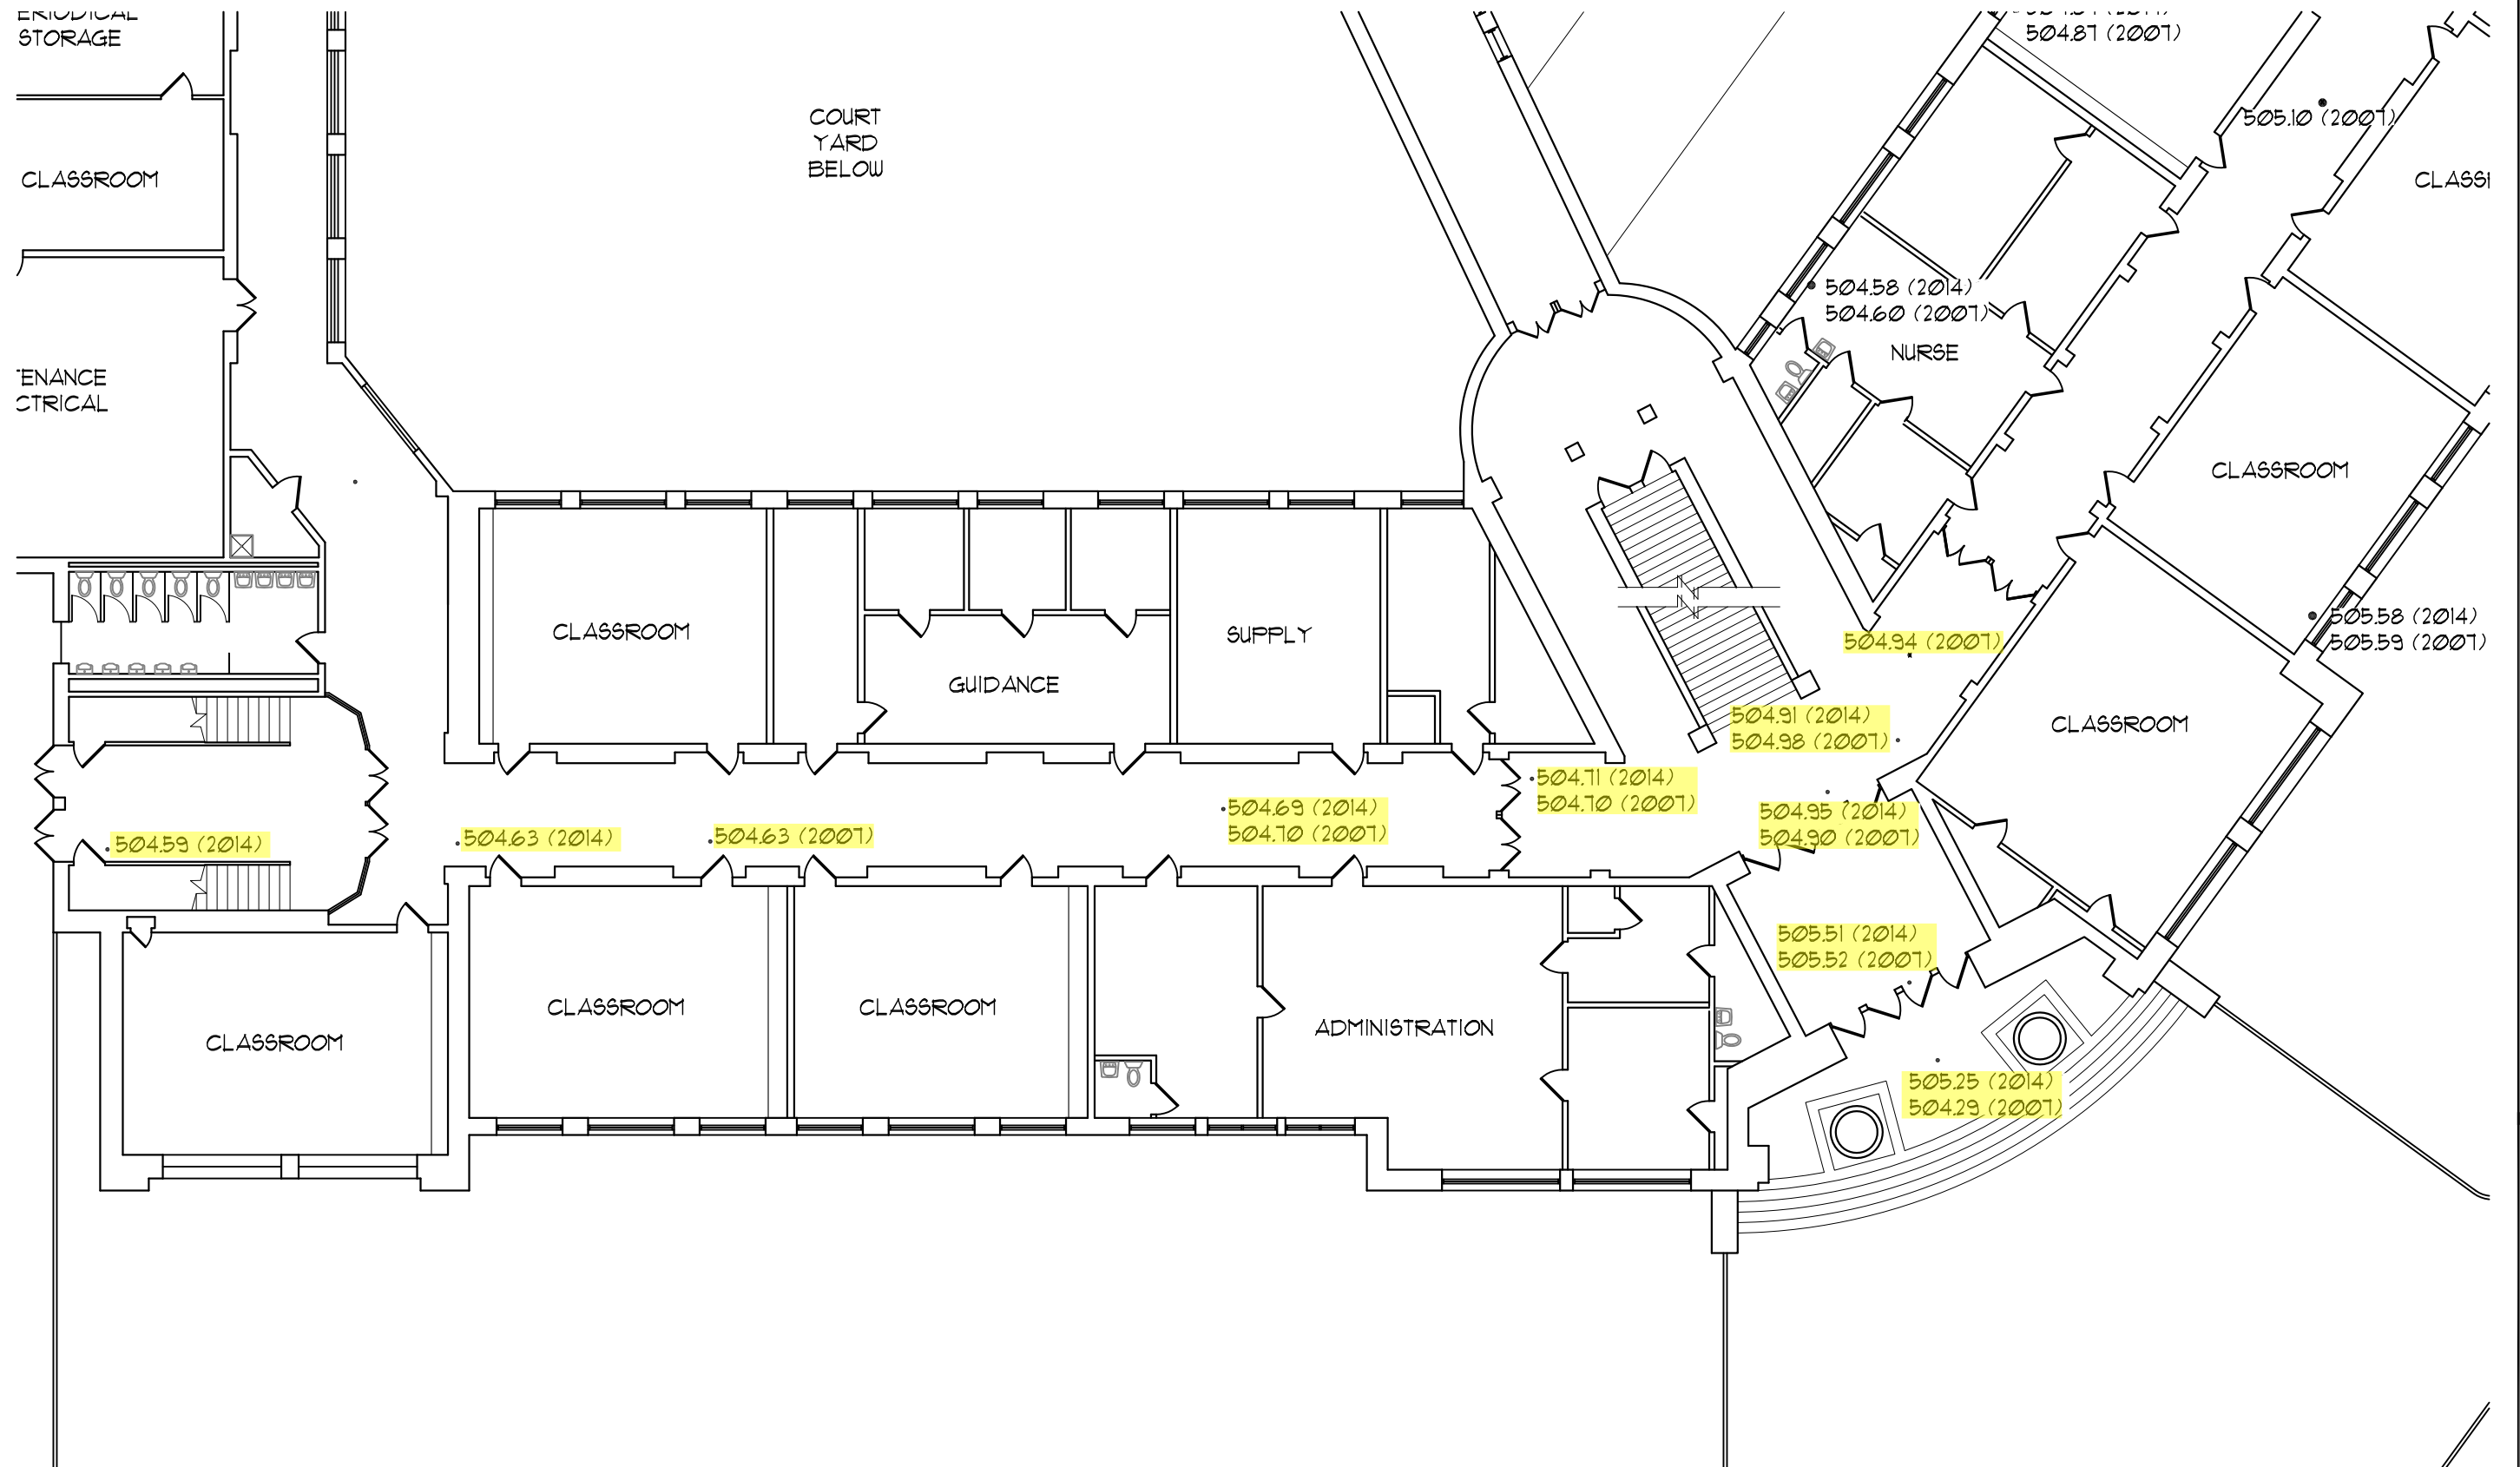 ERIODICAL
STORAGE
504.87 (2007)
COURT
YARD
BELOW
505.10 (2007)
CLASSROOM
CLASSI
504.58 (2014)
504.60 (2007)
NURSE
ENANCE
CTRICAL
CLASSROOM
CLASSROOM
SUPPLY
GUIDANCE
504.94 (2007)
505.58 (2014)
505.59 (2007)
504.91 (2014)
504.98 (2007)
CLASSROOM
504.71 (2014)
504.70 (2007)
504.69 (2014)
504.70 (2007)
504.95 (2014)
504.90 (2007)
504.59 (2014)
504.63 (2014)
504.63 (2007)
505.51 (2014)
505.52 (2007)
CLASSROOM
CLASSROOM
CLASSROOM
ADMINISTRATION
505.25 (2014)
504.29 (2007)